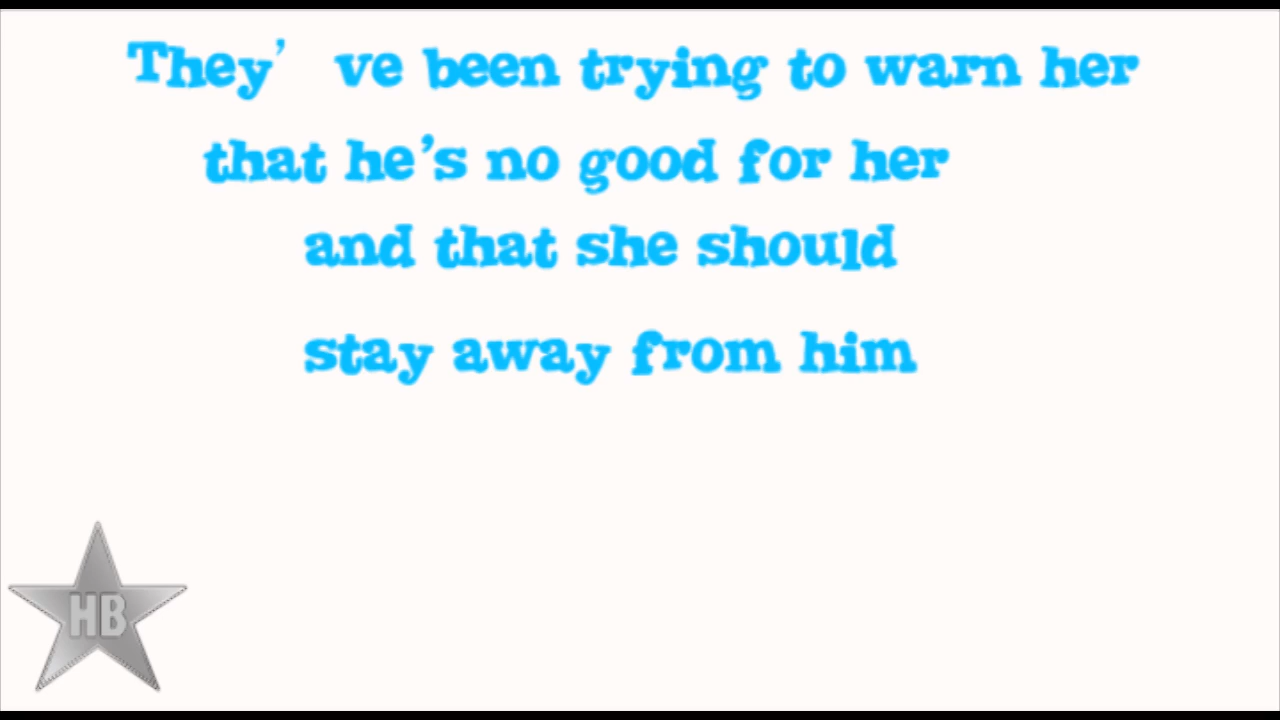 They’ ve been trying to warn her
that he’s no good for her
and that she should
stay away from him
HB